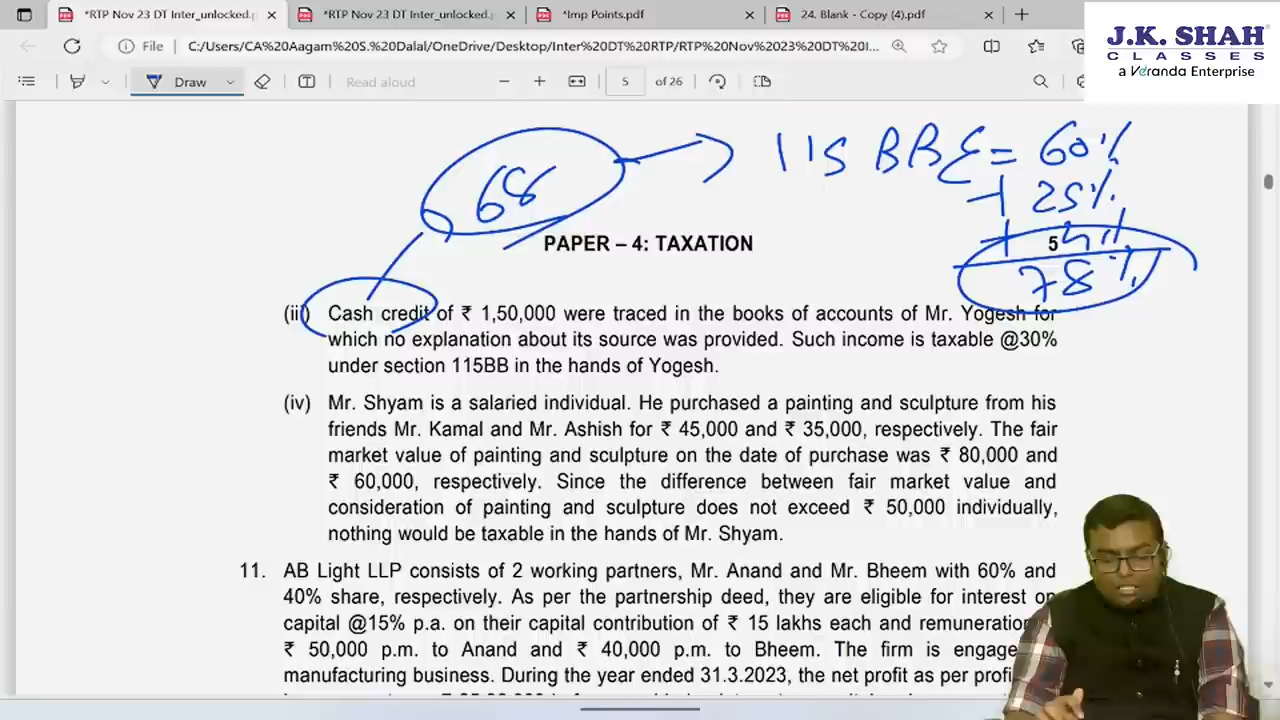 *RTP Nov 23 DT Inter_unlocked.
*RTP Nov 23 DT Inter_unlocked.
*Imp Points.pdf
24. Blank - Copy (4).pdf
J.K. SHAH
CLASSES
a Veranda Enterprise
File
C:/Users/CA%20Aagam%20S.%20Dalal/OneDrive/Desktop/Inter%20DT%20RTP/RTP%20Nov%2023%20DT%20I...
Draw
Read aloud
5
of 26
68
115 BBE = 60%
+ 25%
+ 4%
78%
PAPER – 4: TAXATION
5
(iii) Cash credit of ₹ 1,50,000 were traced in the books of accounts of Mr. Yogesh for
which no explanation about its source was provided. Such income is taxable @30%
under section 115BB in the hands of Yogesh.
(iv) Mr. Shyam is a salaried individual. He purchased a painting and sculpture from his
friends Mr. Kamal and Mr. Ashish for ₹ 45,000 and ₹ 35,000, respectively. The fair
market value of painting and sculpture on the date of purchase was ₹ 80,000 and
₹ 60,000, respectively. Since the difference between fair market value and
consideration of painting and sculpture does not exceed ₹ 50,000 individually,
nothing would be taxable in the hands of Mr. Shyam.
11. AB Light LLP consists of 2 working partners, Mr. Anand and Mr. Bheem with 60% and
40% share, respectively. As per the partnership deed, they are eligible for interest on
capital @15% p.a. on their capital contribution of ₹ 15 lakhs each and remuneration
₹ 50,000 p.m. to Anand and ₹ 40,000 p.m. to Bheem. The firm is engage
manufacturing business. During the year ended 31.3.2023, the net profit as per profi